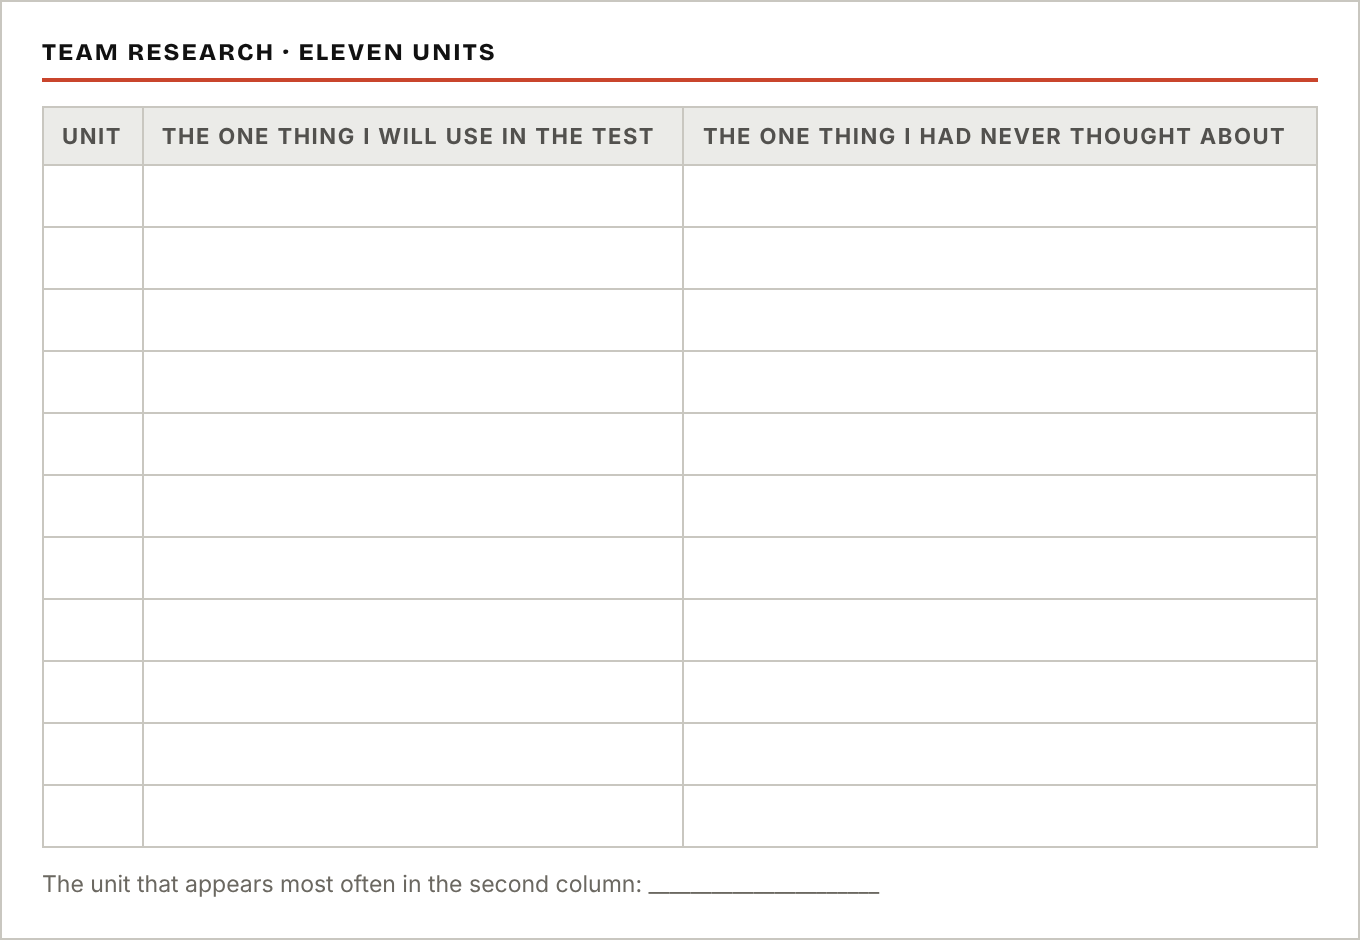 TEAM RESEARCH · ELEVEN UNITS
UNIT
THE ONE THING I WILL USE IN THE TEST
THE ONE THING I HAD NEVER THOUGHT ABOUT
The unit that appears most often in the second column: ____________________